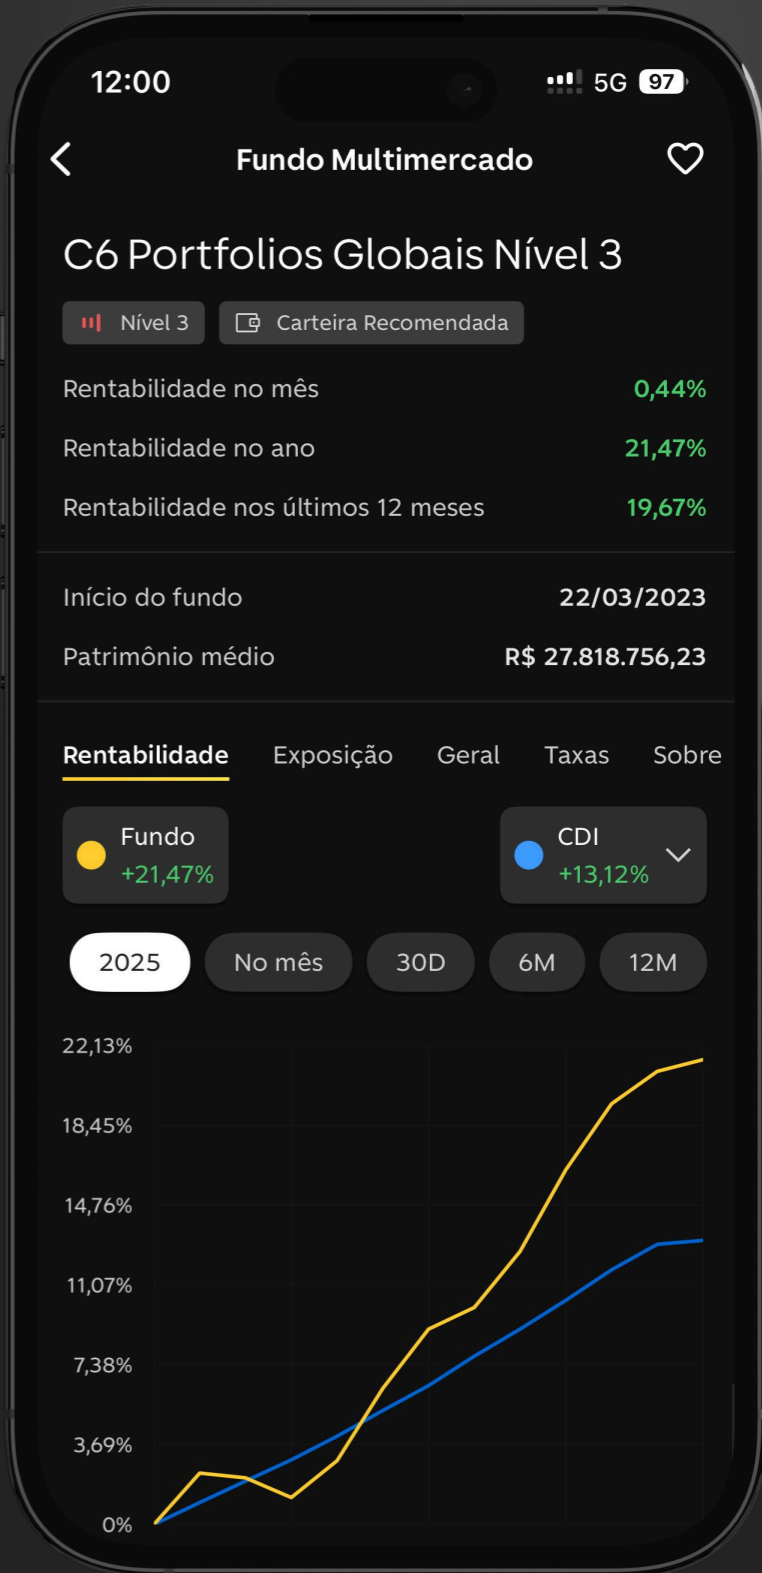 12:00 5G 97
Fundo Multimercado
C6 Portfolios Globais Nível 3
Nível 3 Carteira Recomendada
Rentabilidade no mês 0,44%
Rentabilidade no ano 21,47%
Rentabilidade nos últimos 12 meses 19,67%
Início do fundo 22/03/2023
Patrimônio médio R$ 27.818.756,23
Rentabilidade Exposição Geral Taxas Sobre
Fundo CDI
+21,47% +13,12%
2025 No mês 30D 6M 12M
22,13%
18,45%
14,76%
11,07%
7,38%
3,69%
0%